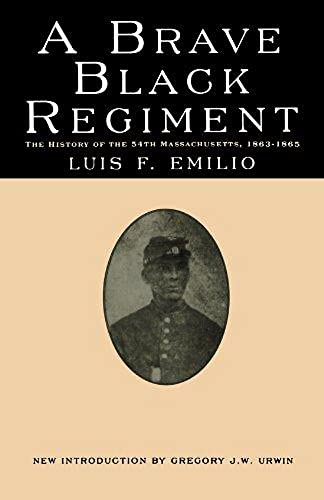 A BRAVE
BLACK
REGIMENT
THE HISTORY OF THE 54TH MASSACHUSETTS, 1863-1865
LUIS F. EMILIO
NEW INTRODUCTION BY GREGORY J.W. URWIN